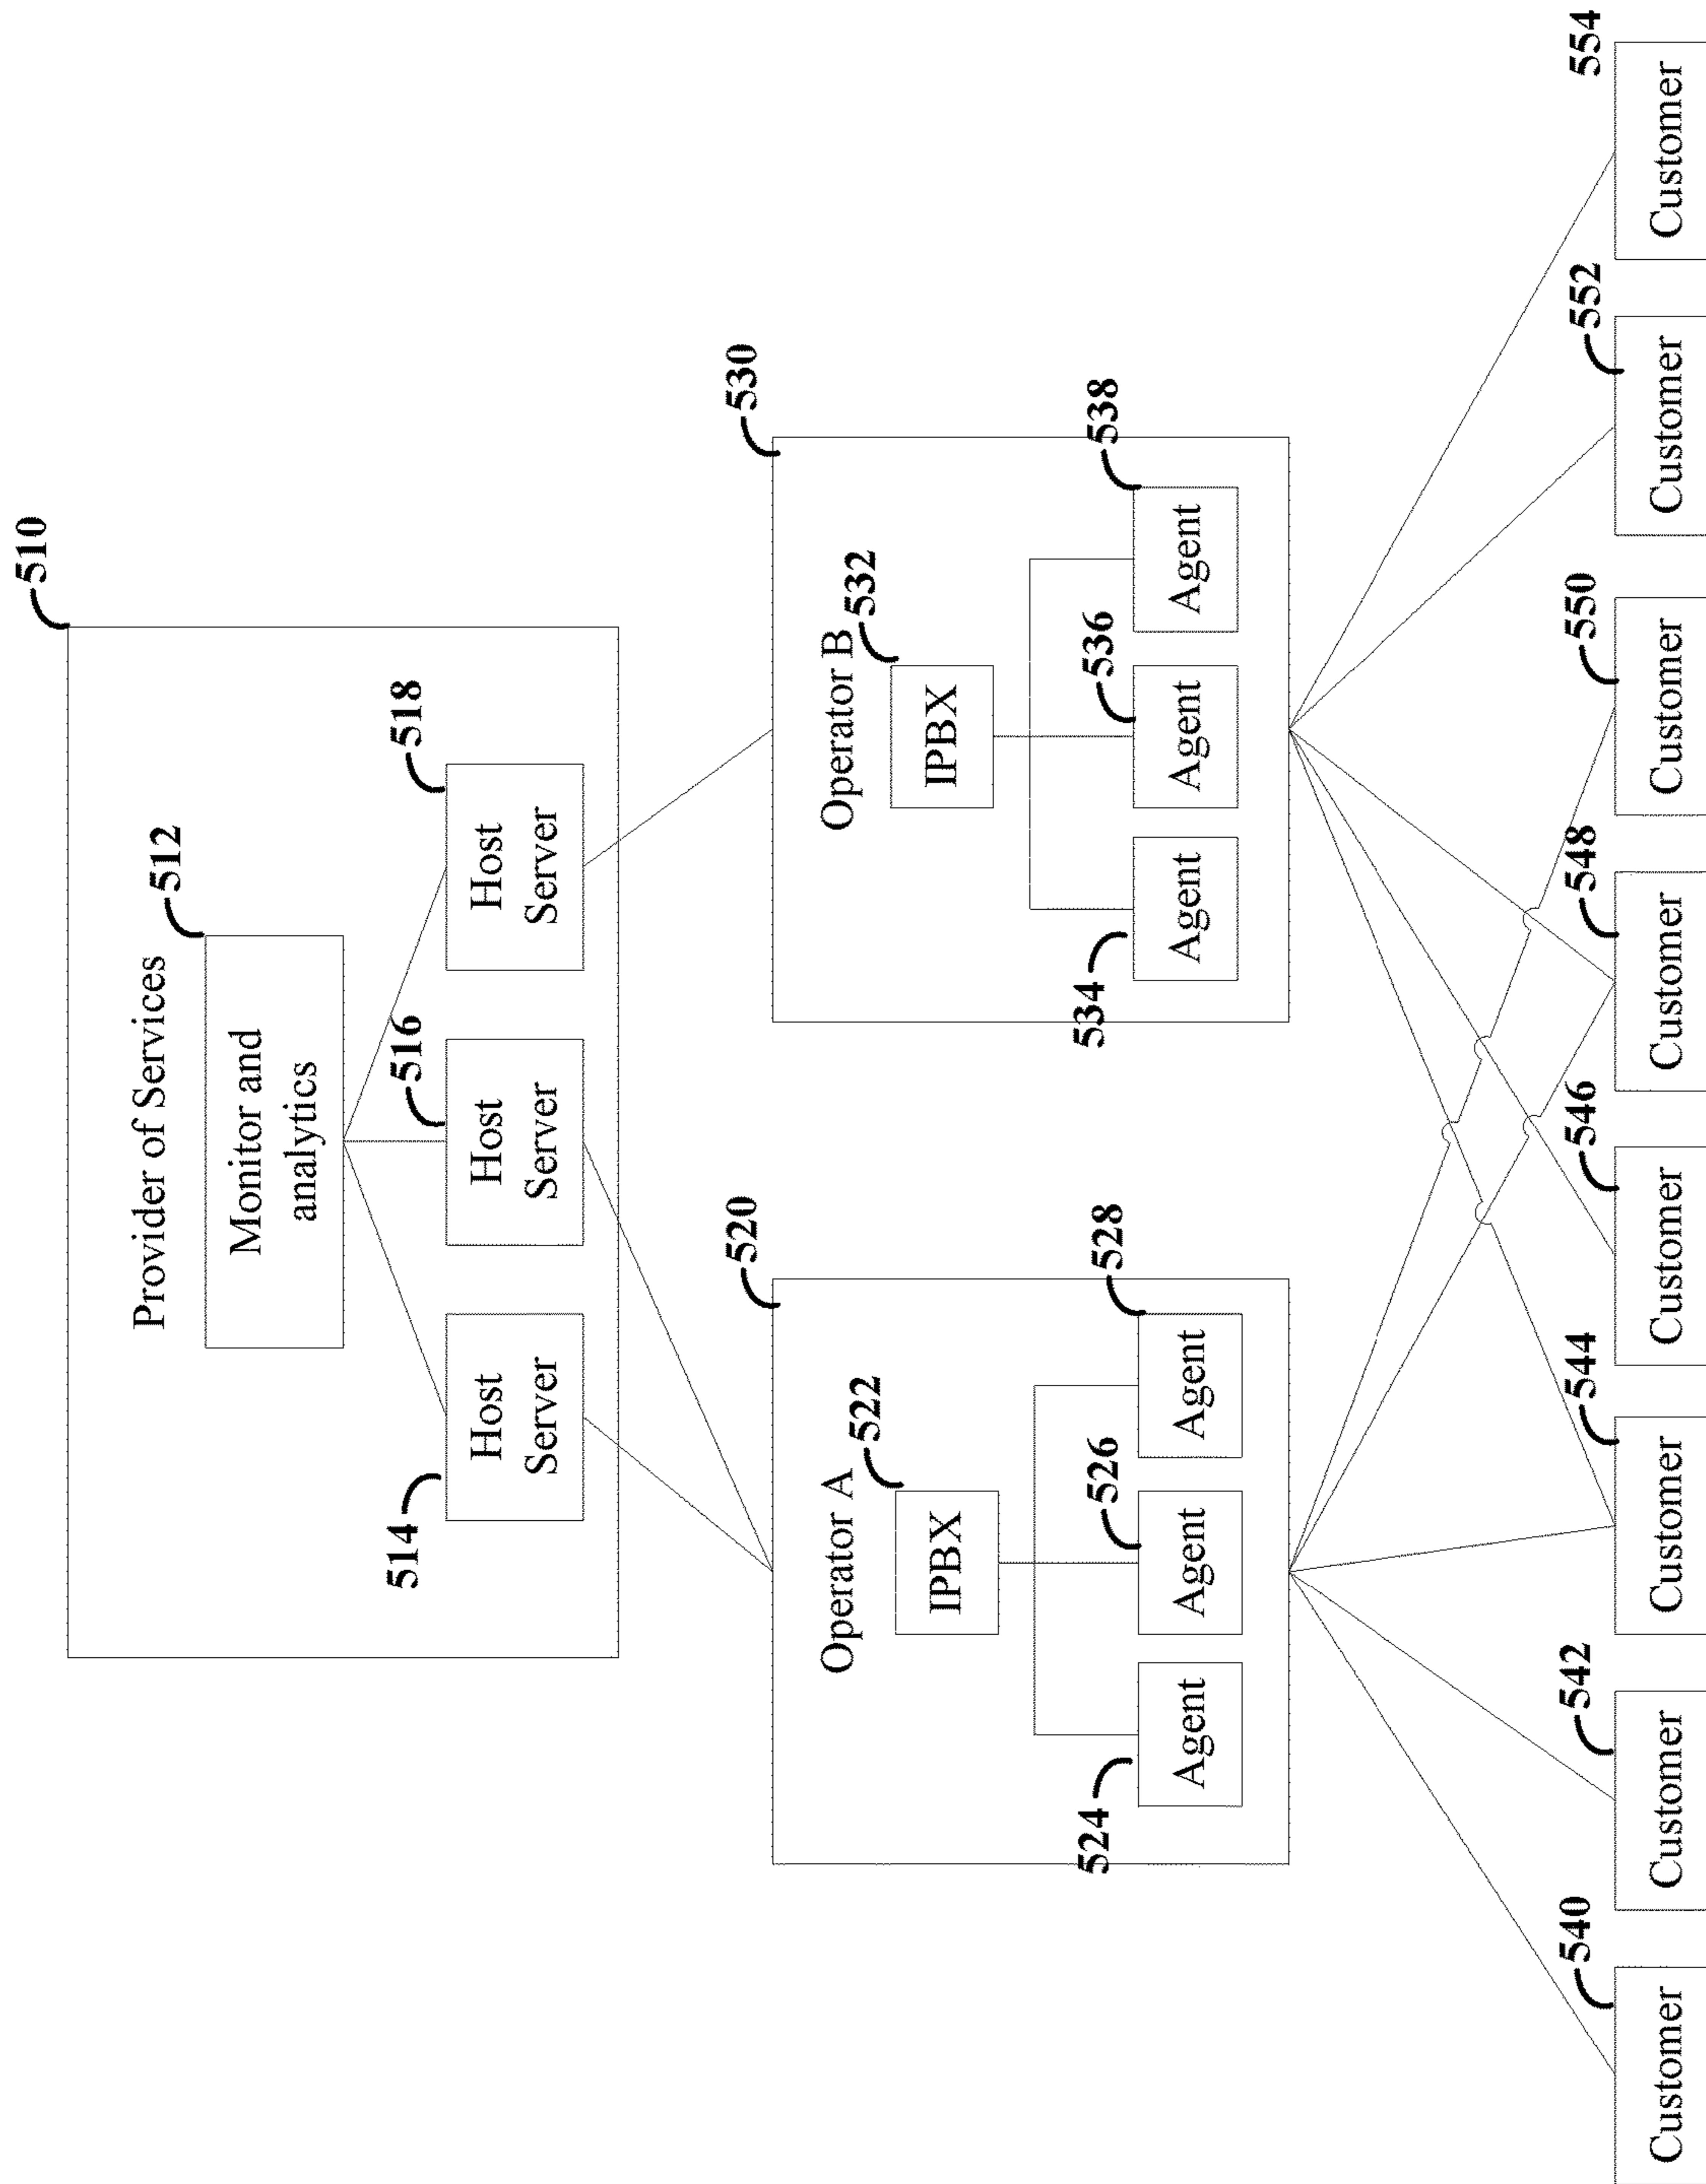 510
Provider of Services
512
Monitor and
analytics
514
516
518
Host
Server
Host
Server
Host
Server
520
530
Operator A
Operator B
522
532
IPBX
IPBX
524
526
528
534
536
538
Agent
Agent
Agent
Agent
Agent
Agent
540
542
544
546
548
550
552
554
Customer
Customer
Customer
Customer
Customer
Customer
Customer
Customer